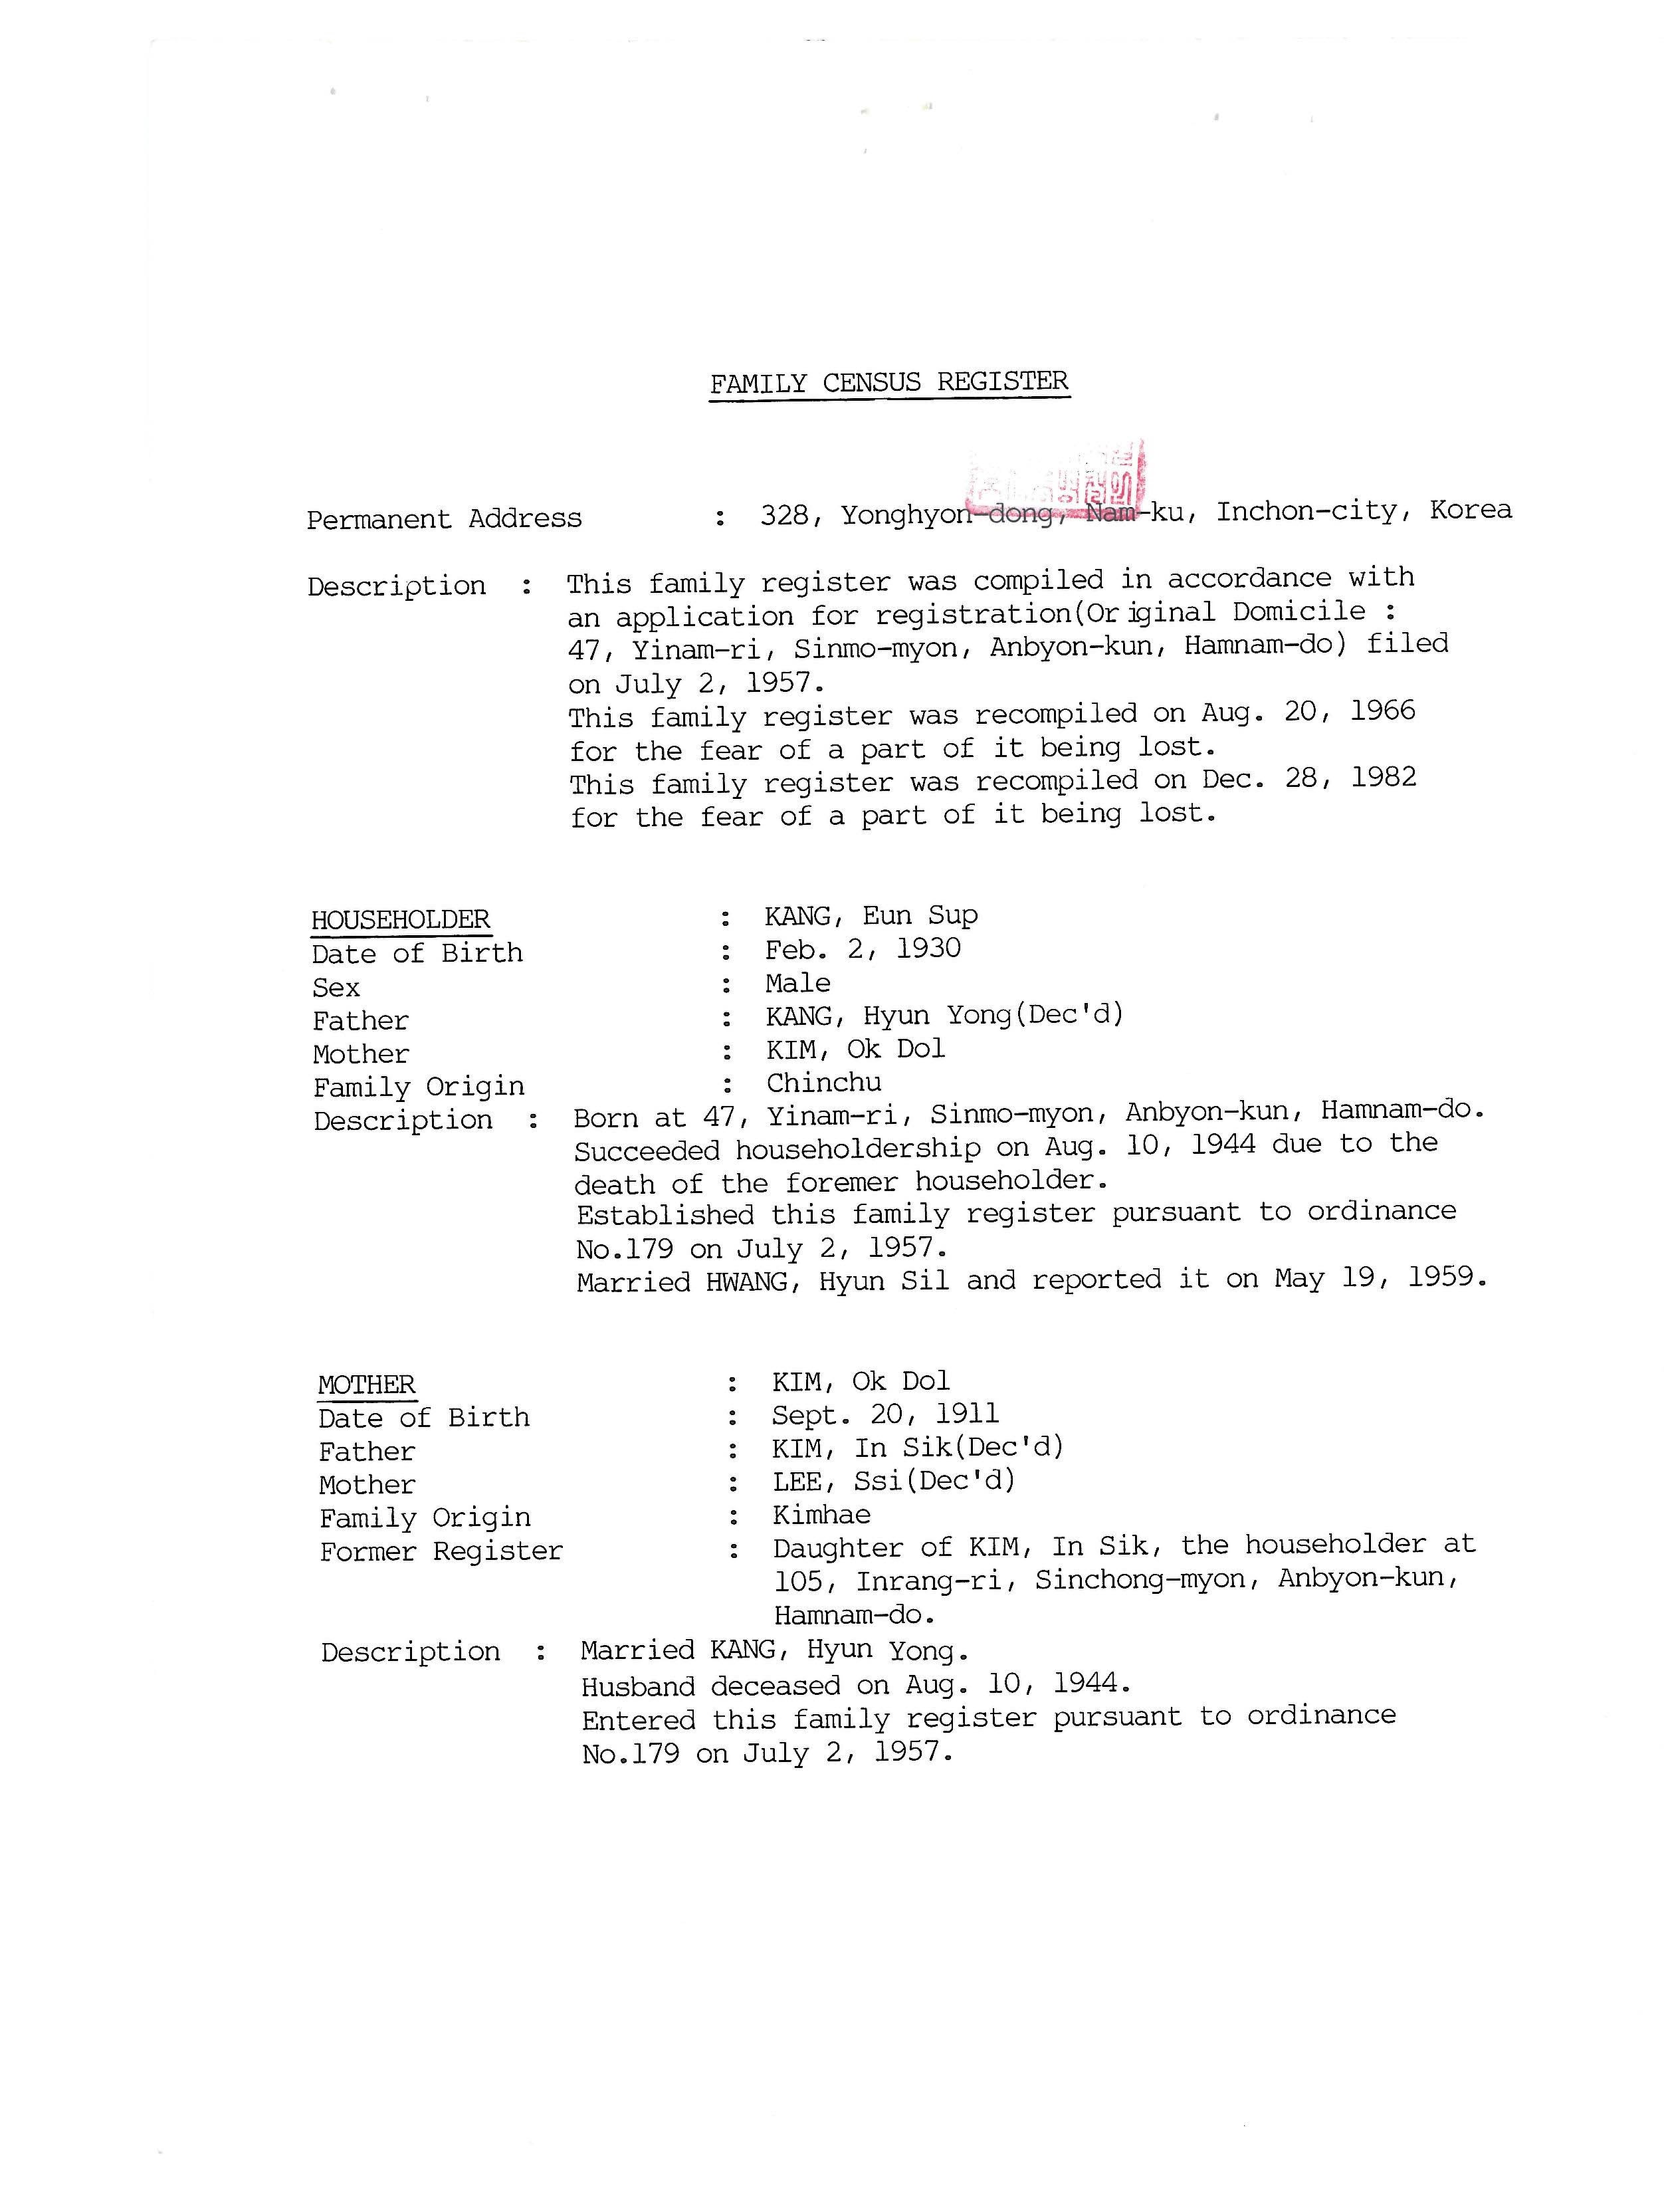 FAMILY CENSUS REGISTER
Permanent Address : 328, Yonghyon-dong, Nam-ku, Inchon-city, Korea
Description : This family register was compiled in accordance with
an application for registration(Original Domicile :
47, Yinam-ri, Sinmo-myon, Anbyon-kun, Hamnam-do) filed
on July 2, 1957.
This family register was recompiled on Aug. 20, 1966
for the fear of a part of it being lost.
This family register was recompiled on Dec. 28, 1982
for the fear of a part of it being lost.
HOUSEHOLDER : KANG, Eun Sup
Date of Birth : Feb. 2, 1930
Sex : Male
Father : KANG, Hyun Yong(Dec'd)
Mother : KIM, Ok Dol
Family Origin : Chinchu
Description : Born at 47, Yinam-ri, Sinmo-myon, Anbyon-kun, Hamnam-do.
Succeeded householdership on Aug. 10, 1944 due to the
death of the foremer householder.
Established this family register pursuant to ordinance
No.179 on July 2, 1957.
Married HWANG, Hyun Sil and reported it on May 19, 1959.
MOTHER : KIM, Ok Dol
Date of Birth : Sept. 20, 1911
Father : KIM, In Sik(Dec'd)
Mother : LEE, Ssi(Dec'd)
Family Origin : Kimhae
Former Register : Daughter of KIM, In Sik, the householder at
105, Inrang-ri, Sinchong-myon, Anbyon-kun,
Hamnam-do.
Description : Married KANG, Hyun Yong.
Husband deceased on Aug. 10, 1944.
Entered this family register pursuant to ordinance
No.179 on July 2, 1957.